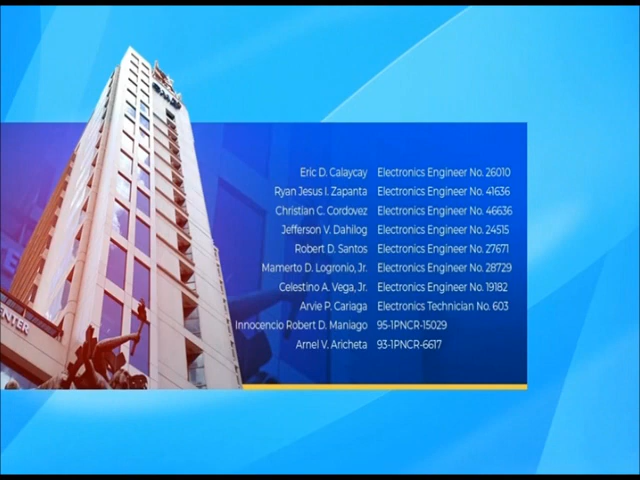 Eric D. Calaycay Electronics Engineer No. 26010
Ryan Jesus I. Zapanta Electronics Engineer No. 41636
Christian C. Cordovez Electronics Engineer No. 46636
Jefferson V. Dahilog Electronics Engineer No. 24515
Robert D. Santos Electronics Engineer No. 27671
Mamerto D. Logronio, Jr. Electronics Engineer No. 28729
Celestino A. Vega, Jr. Electronics Engineer No. 19182
Arvie P. Cariaga Electronics Technician No. 603
Innocencio Robert D. Maniago 95-1PNCR-15029
Arnel V. Aricheta 93-1PNCR-6617
ENTER